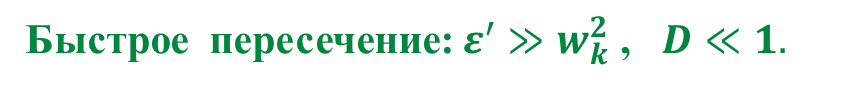 Быстрое пересечение: ε′ ≫ w_k^2 , D ≪ 1.